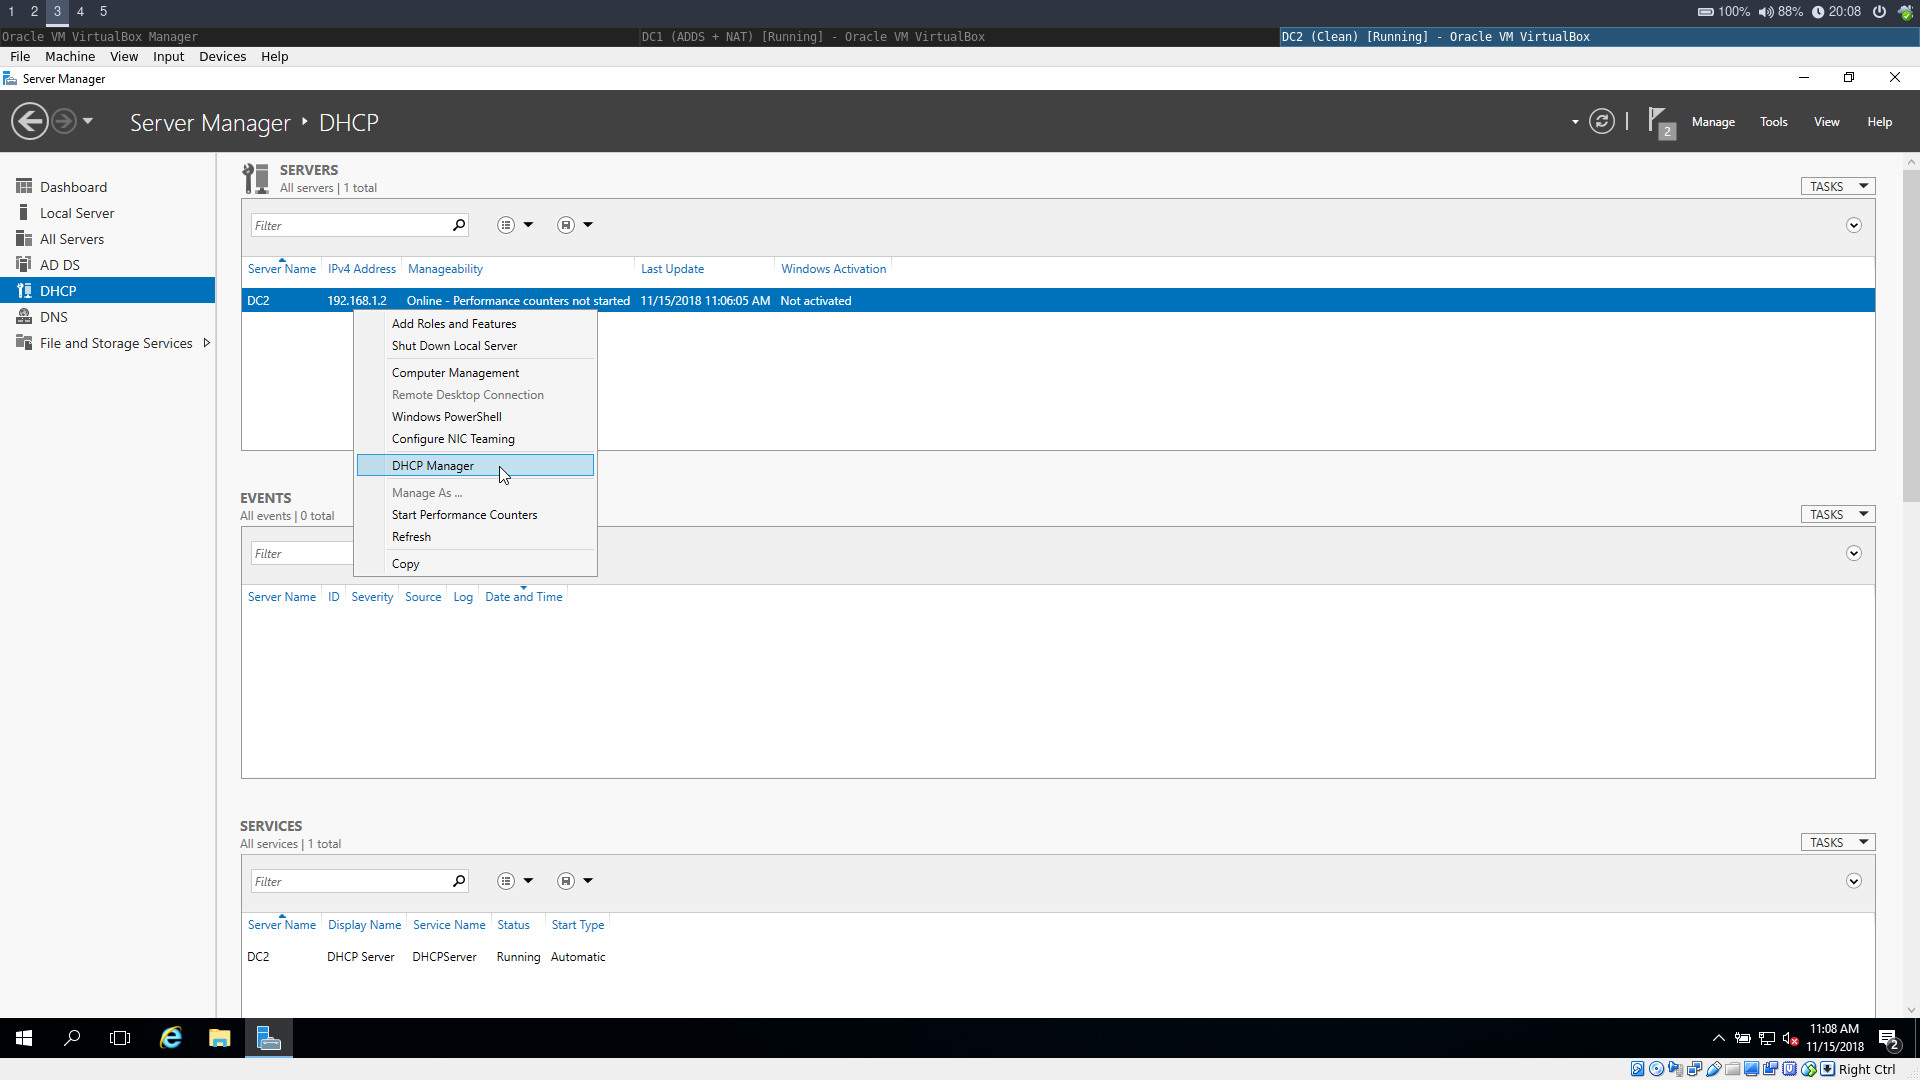 1 2 3 4 5
100% 88% 20:08
Oracle VM VirtualBox Manager
DC1 (ADDS + NAT) [Running] - Oracle VM VirtualBox
DC2 (Clean) [Running] - Oracle VM VirtualBox
File Machine View Input Devices Help
Server Manager
Server Manager DHCP
2
Manage Tools View Help
Dashboard
Local Server
All Servers
AD DS
DHCP
DNS
File and Storage Services
SERVERS
All servers | 1 total
TASKS
Filter
Server Name IPv4 Address Manageability Last Update Windows Activation
DC2 192.168.1.2 Online - Performance counters not started 11/15/2018 11:06:05 AM Not activated
Add Roles and Features
Shut Down Local Server
Computer Management
Remote Desktop Connection
Windows PowerShell
Configure NIC Teaming
DHCP Manager
Manage As ...
Start Performance Counters
Refresh
Copy
EVENTS
All events | 0 total
TASKS
Filter
Server Name ID Severity Source Log Date and Time
SERVICES
All services | 1 total
TASKS
Filter
Server Name Display Name Service Name Status Start Type
DC2 DHCP Server DHCPServer Running Automatic
11:08 AM
11/15/2018
2
Right Ctrl